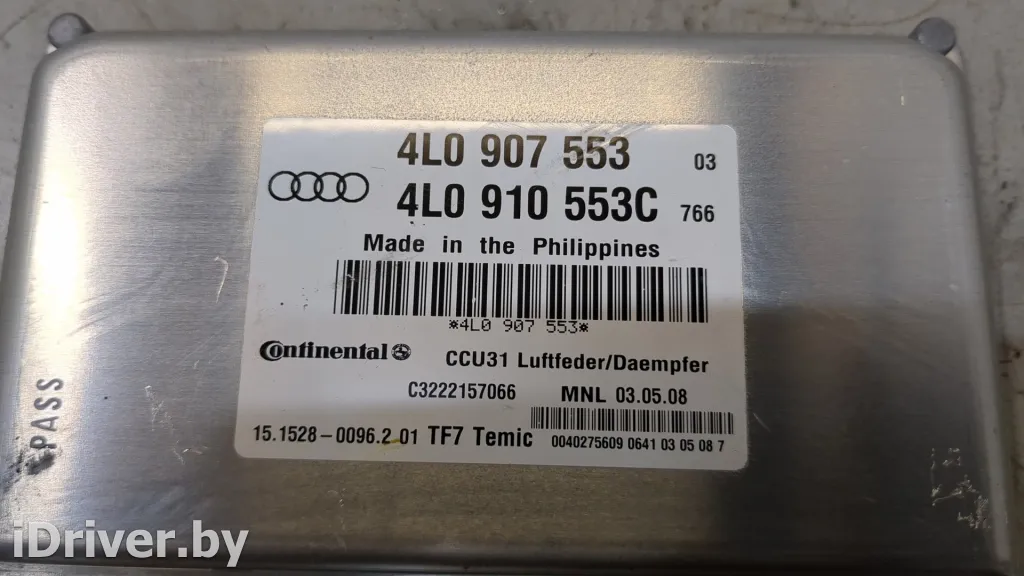 4L0 907 553 03
4L0 910 553C 766
Made in the Philippines
*4L0 907 553*
Continental
CCU31 Luftfeder/Daempfer
C3222157066 MNL 03.05.08
15.1528-0096.2 01 TF7 Temic 0040275609 0641 03 05 08 7
EPASS
iDriver.by